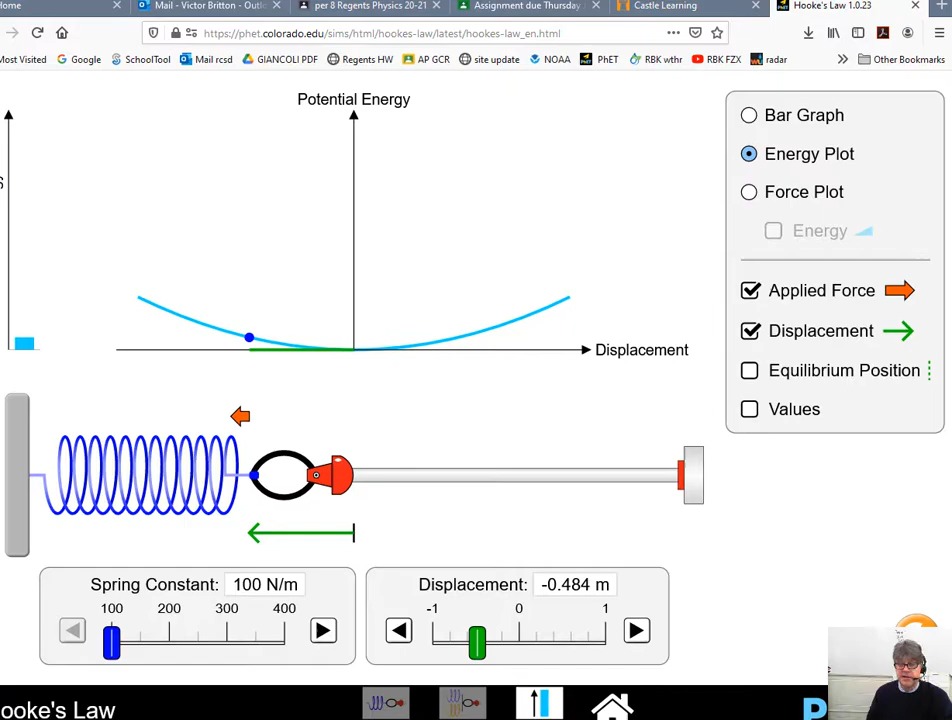 Home
Mail - Victor Britton - Outlo
per 8 Regents Physics 20-21
Assignment due Thursday
Castle Learning
Hooke's Law 1.0.23
https://phet.colorado.edu/sims/html/hookes-law/latest/hookes-law_en.html
Most Visited Google SchoolTool Mail rcsd GIANCOLI PDF Regents HW AP GCR site update NOAA PhET RBK wthr RBK FZX radar Other Bookmarks
Potential Energy
Bar Graph
Energy Plot
Force Plot
Energy
Applied Force
Displacement
Equilibrium Position
Values
Displacement
Spring Constant: 100 N/m
100 200 300 400
Displacement: -0.484 m
-1 0 1
ooke's Law
P